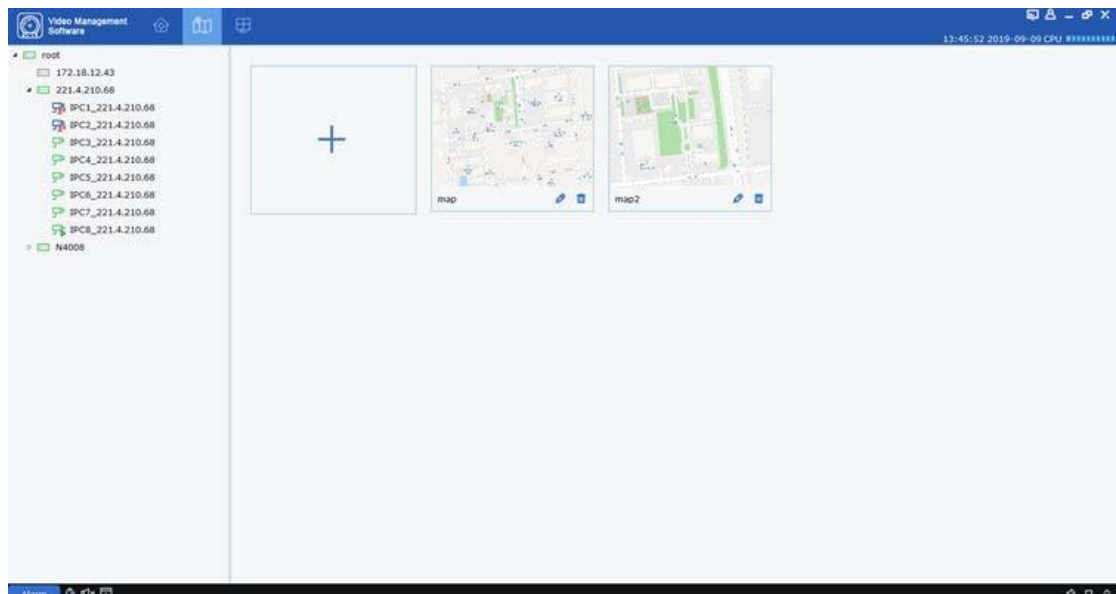 Video Management
Software
13:45:52 2019-09-09 CPU
root
172.18.12.43
221.4.210.68
IPC1_221.4.210.68
IPC2_221.4.210.68
IPC3_221.4.210.68
IPC4_221.4.210.68
IPC5_221.4.210.68
IPC6_221.4.210.68
IPC7_221.4.210.68
IPC8_221.4.210.68
N4008
map
map2